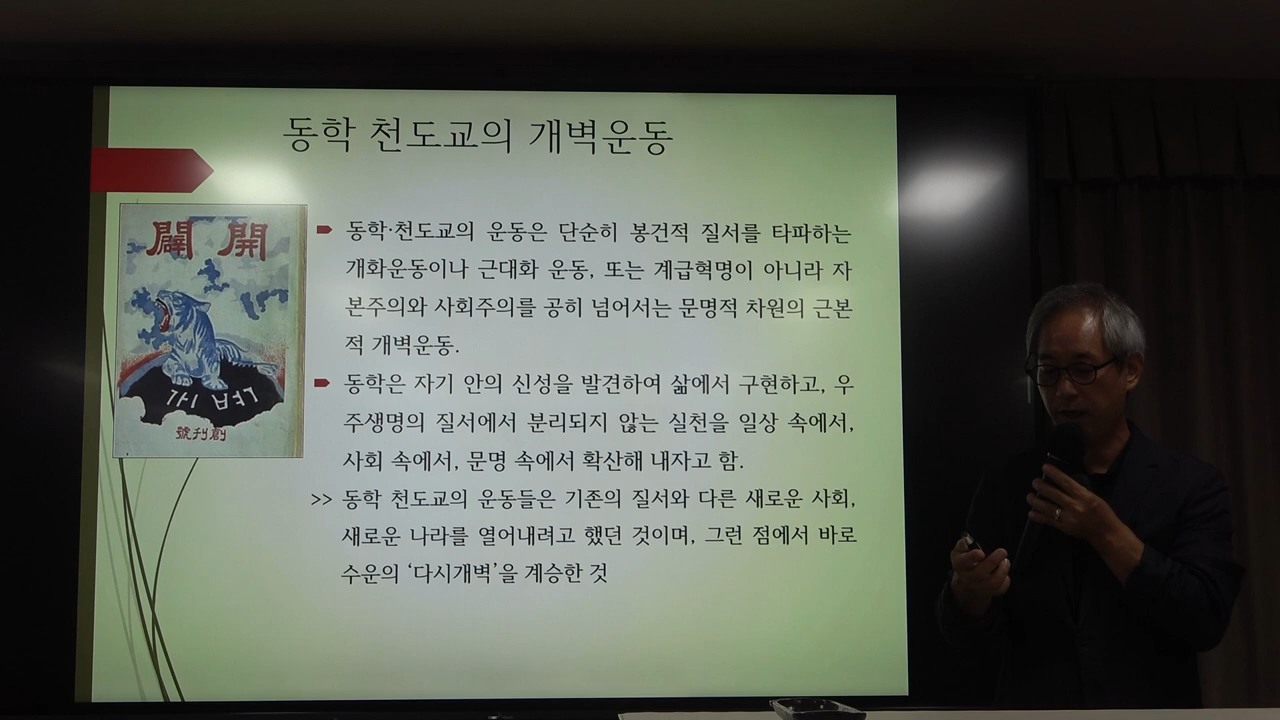 동학 천도교의 개벽운동
開闢
개벽
創刊號
동학·천도교의 운동은 단순히 봉건적 질서를 타파하는
개화운동이나 근대화 운동, 또는 계급혁명이 아니라 자
본주의와 사회주의를 공히 넘어서는 문명적 차원의 근본
적 개벽운동.
동학은 자기 안의 신성을 발견하여 삶에서 구현하고, 우
주생명의 질서에서 분리되지 않는 실천을 일상 속에서,
사회 속에서, 문명 속에서 확산해 내자고 함.
>> 동학 천도교의 운동들은 기존의 질서와 다른 새로운 사회,
새로운 나라를 열어내려고 했던 것이며, 그런 점에서 바로
수운의 ‘다시개벽’을 계승한 것